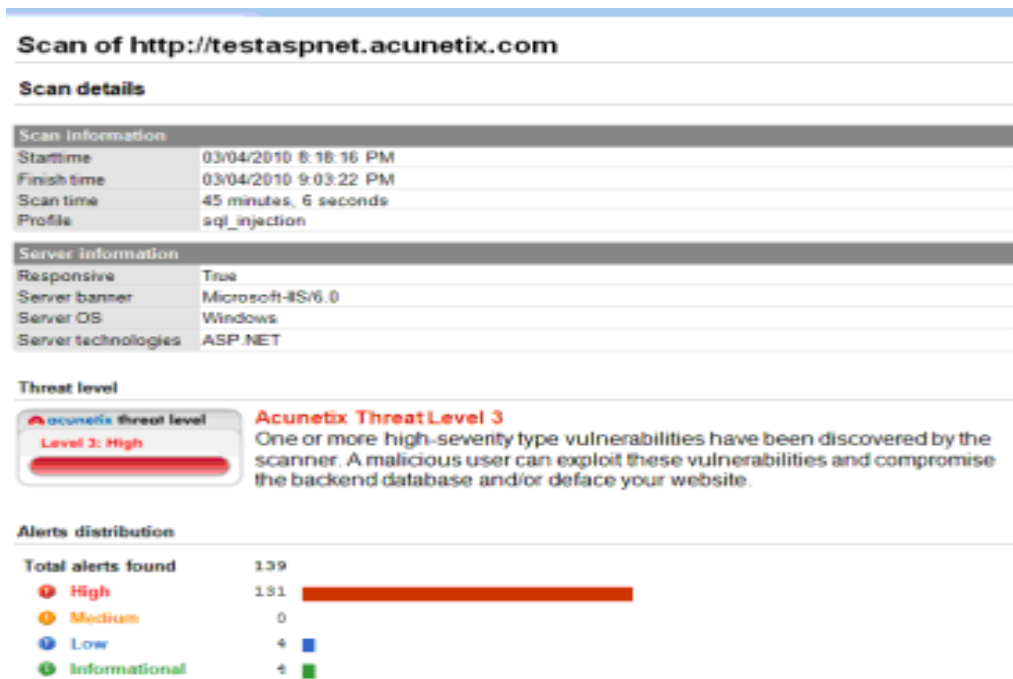 Scan of http://testaspnet.acunetix.com
Scan details
Scan information
Starttime 03/04/2010 8:18:16 PM
Finish time 03/04/2010 9:03:22 PM
Scan time 45 minutes, 6 seconds
Profile sql_injection
Server information
Responsive True
Server banner Microsoft-IIS/6.0
Server OS Windows
Server technologies ASP.NET
Threat level
acunetix threat level
Level 3: High
Acunetix Threat Level 3
One or more high-severity type vulnerabilities have been discovered by the
scanner. A malicious user can exploit these vulnerabilities and compromise
the backend database and/or deface your website.
Alerts distribution
Total alerts found 139
High 131
Medium 0
Low 4
Informational 4